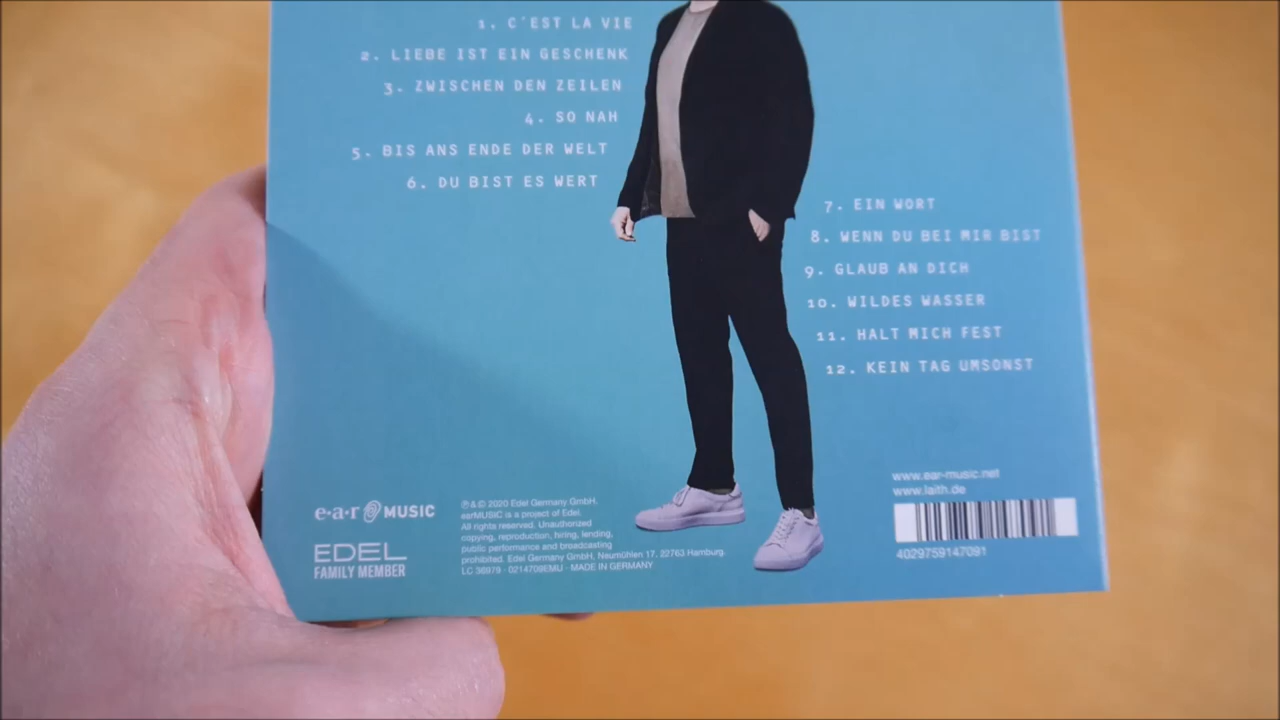 1. C'EST LA VIE
2. LIEBE IST EIN GESCHENK
3. ZWISCHEN DEN ZEILEN
4. SO NAH
5. BIS ANS ENDE DER WELT
6. DU BIST ES WERT
7. EIN WORT
8. WENN DU BEI MIR BIST
9. GLAUB AN DICH
10. WILDES WASSER
11. HALT MICH FEST
12. KEIN TAG UMSONST
www.ear-music.net
www.laith.de
4029759147091
e·a·r MUSIC
EDEL
FAMILY MEMBER
℗ & © 2020 Edel Germany GmbH.
earMUSIC is a project of Edel.
All rights reserved. Unauthorized
copying, reproduction, hiring, lending,
public performance and broadcasting
prohibited. Edel Germany GmbH, Neumühlen 17. 22763 Hamburg.
LC 36979 · 0214709EMU · MADE IN GERMANY